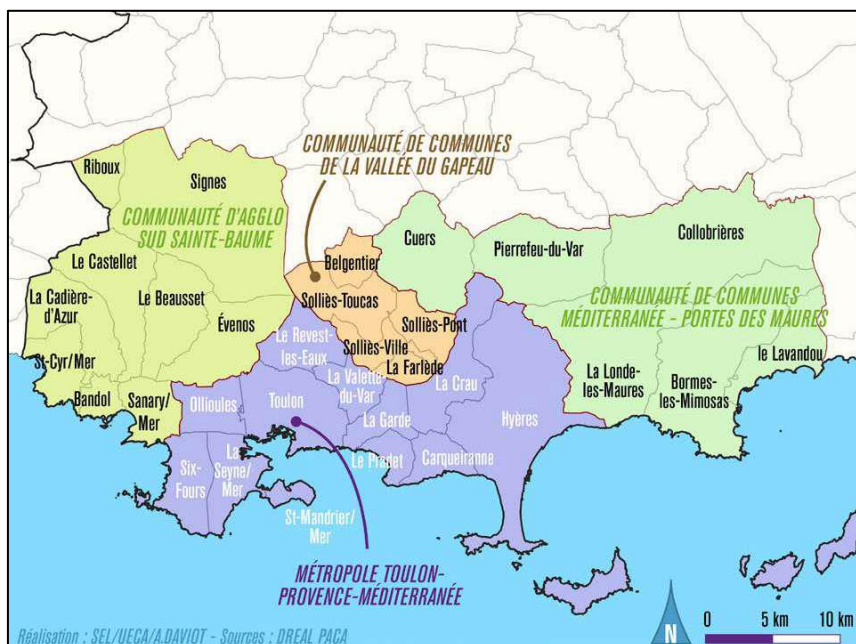 COMMUNAUTÉ DE COMMUNES
DE LA VALLÉE DU GAPEAU
Riboux
Signes
COMMUNAUTÉ D'AGGLO
SUD SAINTE-BAUME
Cuers
Collobrières
Pierrefeu-du-Var
Belgentier
Le Castellet
La Cadière-
d'Azur
Le Beausset
Évenos
Solliès-Toucas
Solliès-Pont
Solliès-Ville
La Farlède
COMMUNAUTÉ DE COMMUNES
MÉDITERRANÉE - PORTES DES MAURES
Le Revest-
les-Eaux
St-Cyr/Mer
Bandol
Sanary/
Mer
Ollioules
Toulon
La Valette-
du-Var
La Crau
La Garde
Hyères
La Londe-
les-Maures
Bormes-
les-Mimosas
le Lavandou
Six-
Fours
La
Seyne/
Mer
Le Pradet
Carqueiranne
St-Mandrier/
Mer
MÉTROPOLE TOULON-
PROVENCE-MÉDITERRANÉE
Réalisation : SEL/UECA/A.DAVIOT - Sources : DREAL PACA
N
0 5 km 10 km